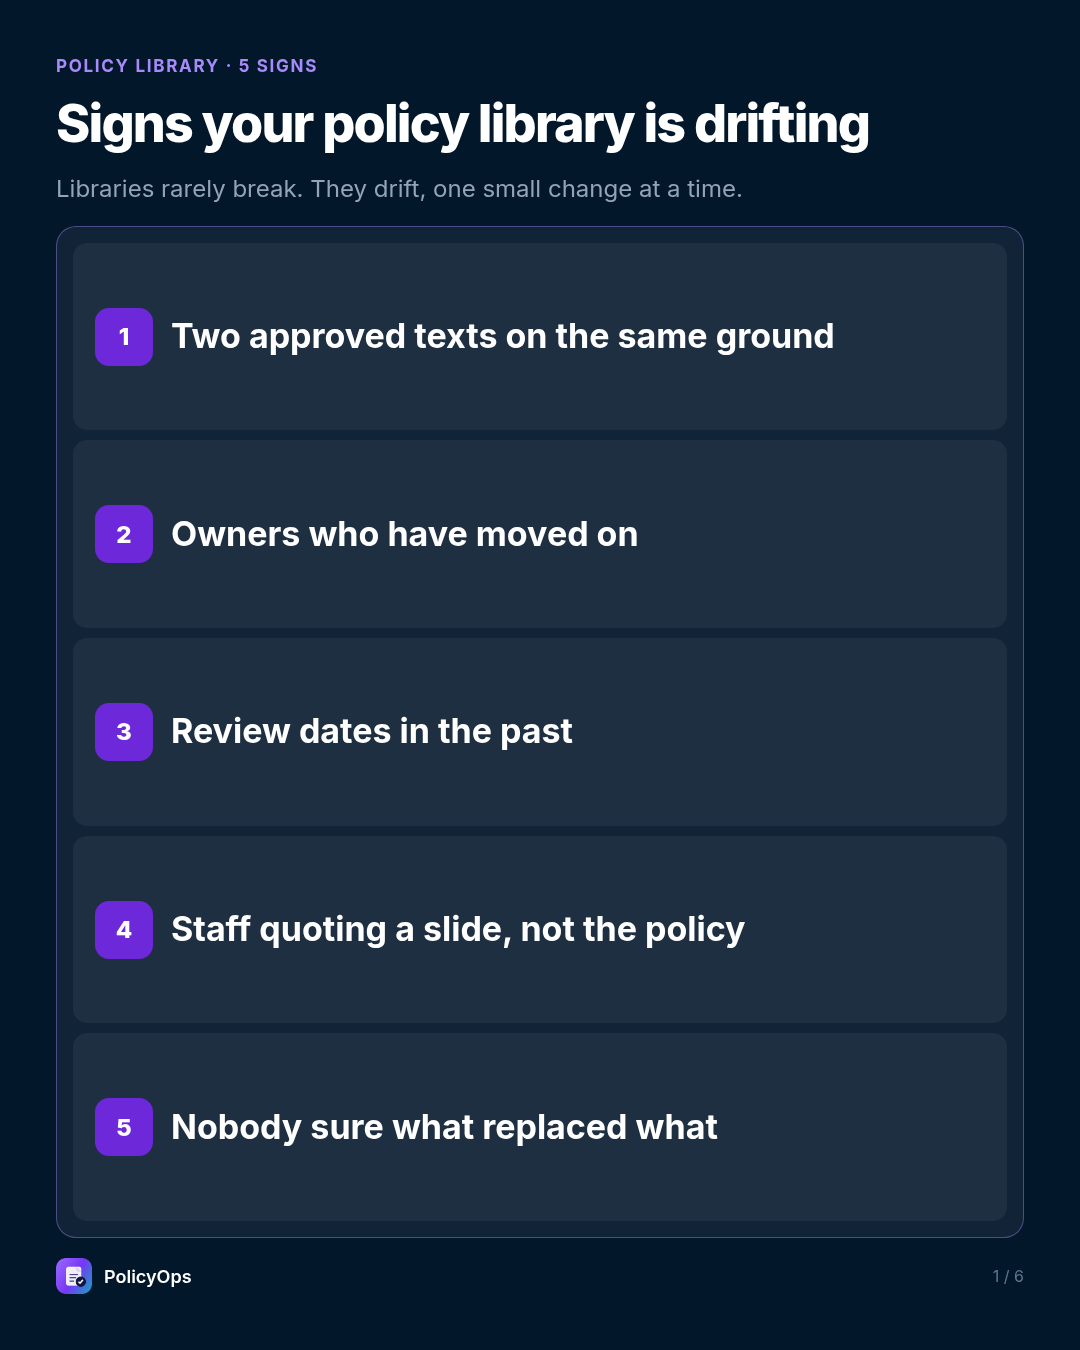 POLICY LIBRARY · 5 SIGNS
Signs your policy library is drifting
Libraries rarely break. They drift, one small change at a time.
1 Two approved texts on the same ground
2 Owners who have moved on
3 Review dates in the past
4 Staff quoting a slide, not the policy
5 Nobody sure what replaced what
PolicyOps
1 / 6